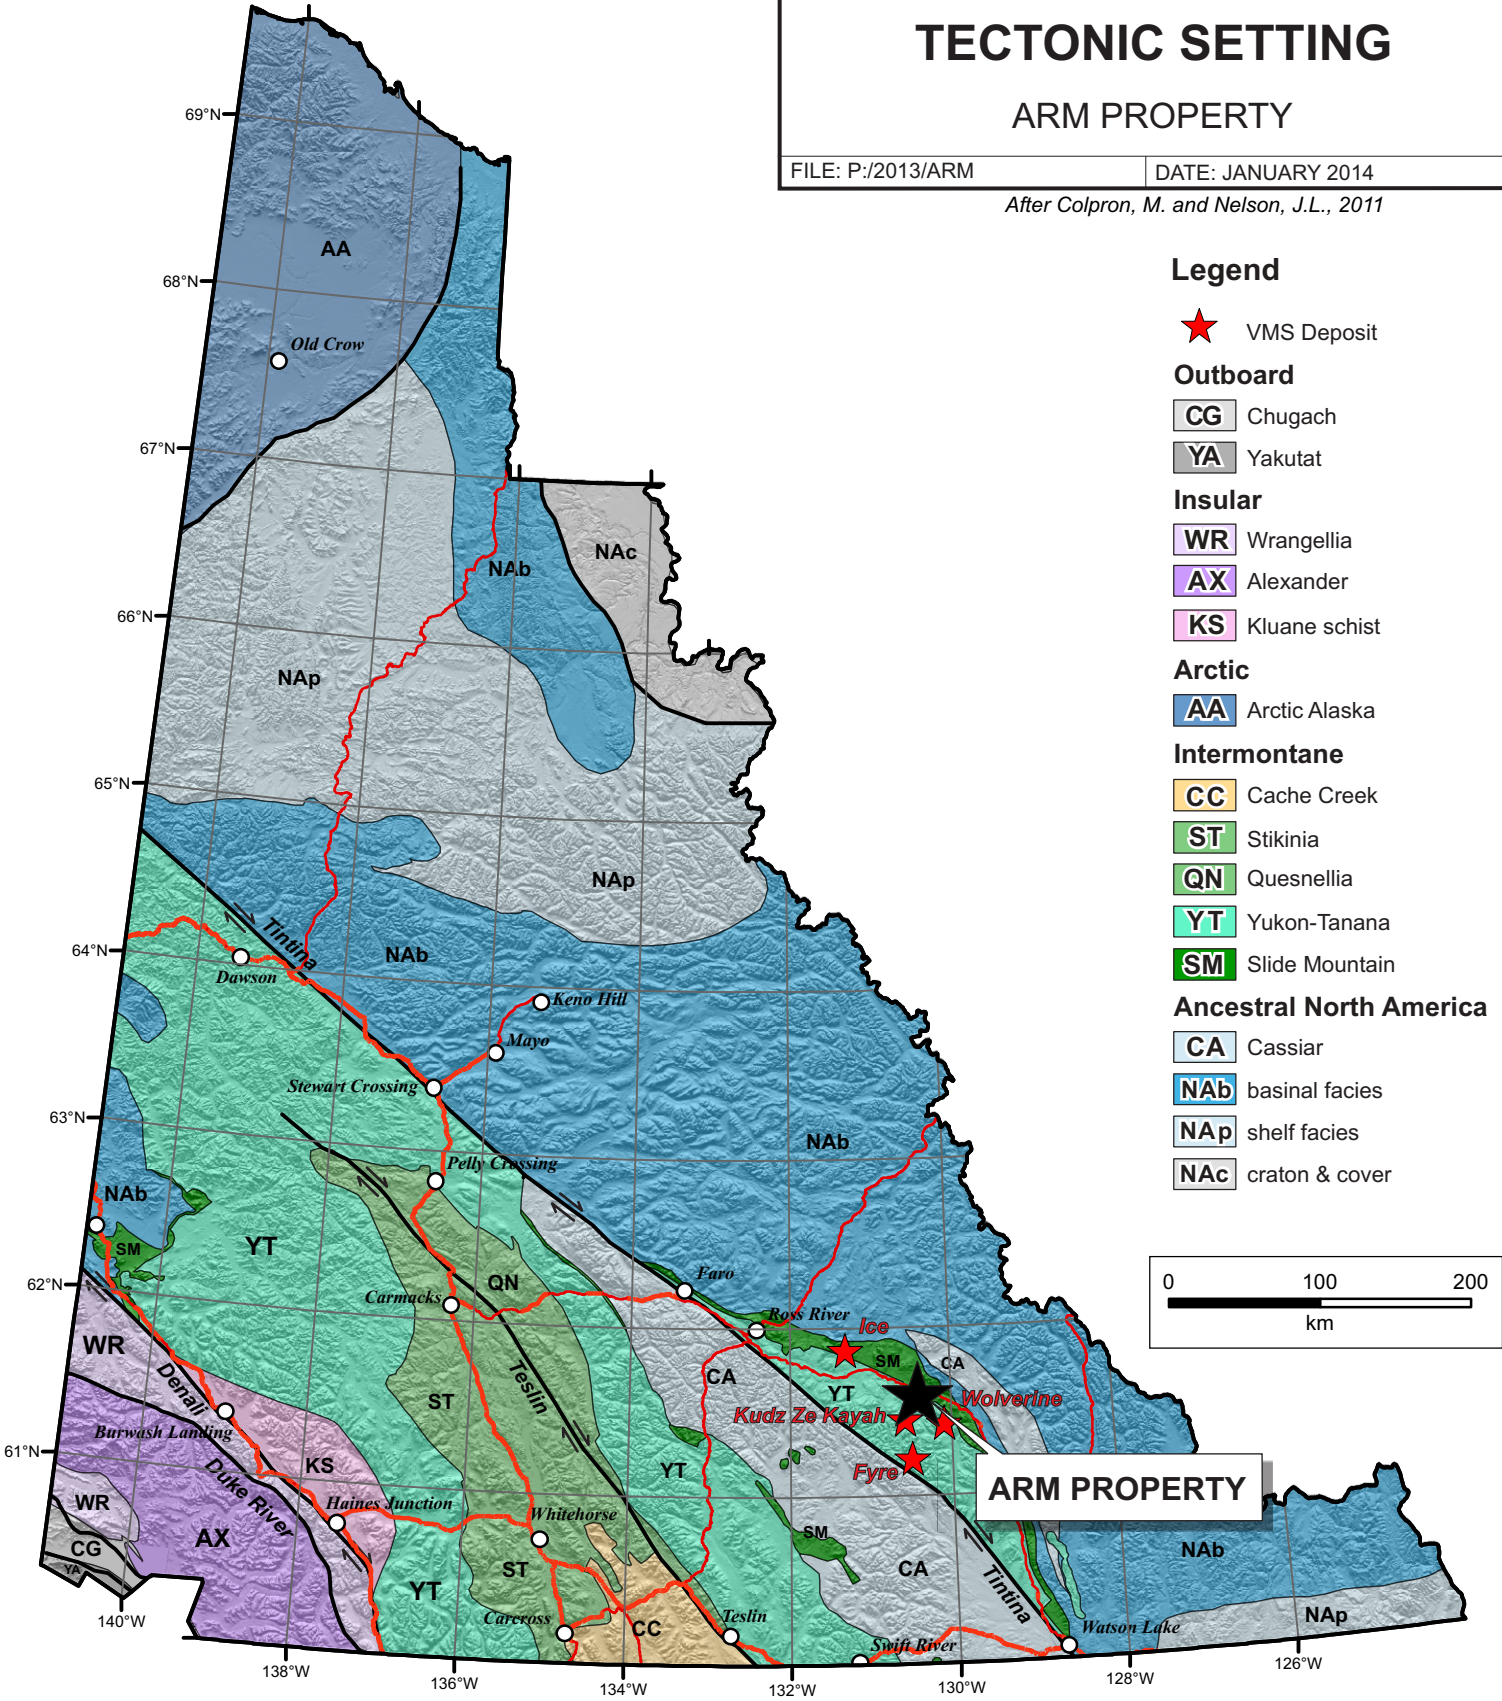 TECTONIC SETTING
ARM PROPERTY
FILE: P:/2013/ARM
DATE: JANUARY 2014
After Colpron, M. and Nelson, J.L., 2011
Legend
VMS Deposit
Outboard
CG Chugach
YA Yakutat
Insular
WR Wrangellia
AX Alexander
KS Kluane schist
Arctic
AA Arctic Alaska
Intermontane
CC Cache Creek
ST Stikinia
QN Quesnellia
YT Yukon-Tanana
SM Slide Mountain
Ancestral North America
CA Cassiar
NAb basinal facies
NAp shelf facies
NAc craton & cover
0 100 200
km
69°N
68°N
67°N
66°N
65°N
64°N
63°N
62°N
61°N
140°W
138°W
136°W
134°W
132°W
130°W
128°W
126°W
AA
Old Crow
NAc
NAb
NAp
NAp
Tintina
NAb
Dawson
Keno Hill
Mayo
Stewart Crossing
NAb
Pelly Crossing
NAb
YT
SM
QN
Faro
Carmacks
Ross River
Ice
WR
SM
CA
Denali
Teslin
CA
YT
ST
Wolverine
Kudz Ze Kayah
Burwash Landing
KS
YT
Fyre
Duke River
ARM PROPERTY
WR
Haines Junction
Whitehorse
AX
SM
CG
NAb
YA
ST
CA
YT
Tintina
Carcross
CC
Teslin
NAp
Swift River
Watson Lake